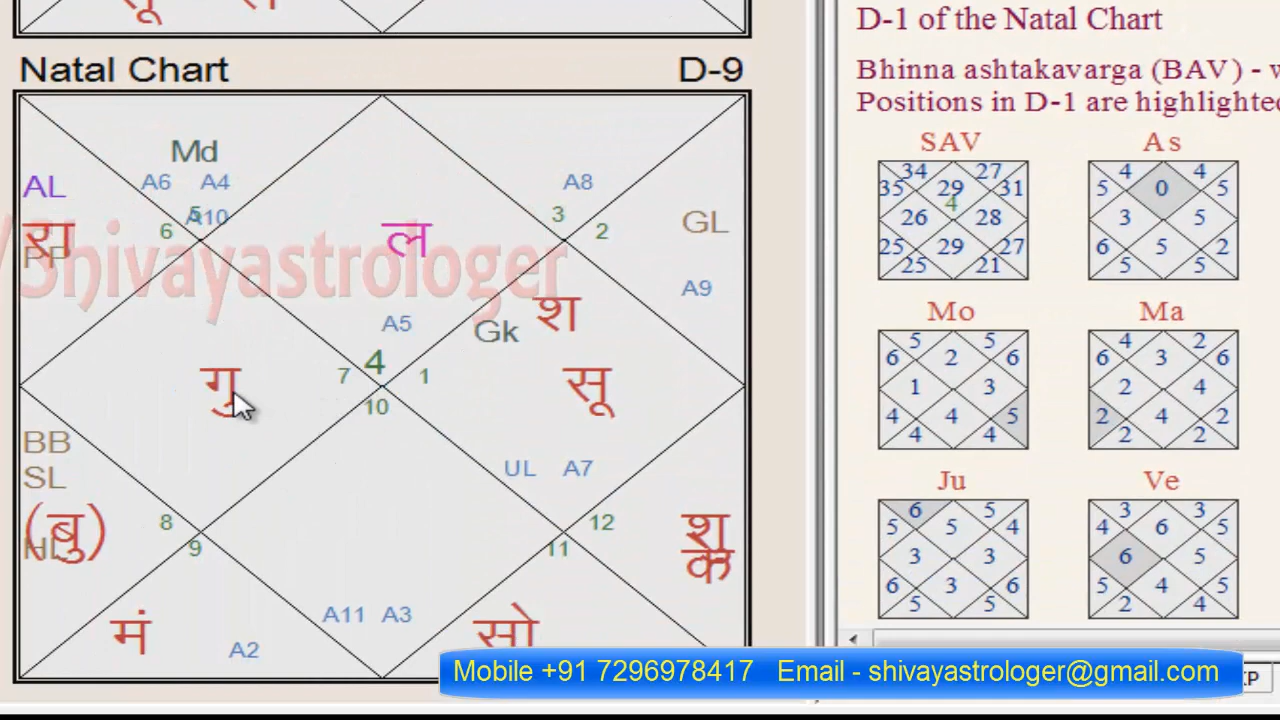 Natal Chart D-9
D-1 of the Natal Chart
Bhinna ashtakavarga (BAV) -
Positions in D-1 are highlighted
Md
A6 A4
5
A10
6
AL
रा
ल
A8
3
2
GL
A9
श
Gk
A5
4
7
1
10
गु
सू
BB
SL
(बु)
HL
8
9
UL A7
12
11
शु
के
मं
A2
A11 A3
सो
SAV
34 27
35 29 31
4
26 28
25 29 27
25 21
As
4 4
5 0 5
3 5
6 5 2
5 5
Mo
5 5
6 2 6
1 3
4 4 5
4 4
Ma
4 2
6 3 6
2 4
2 4 2
2 2
Ju
6 5
5 5 4
3 3
6 3 6
5 5
Ve
3 3
4 6 5
6 5
5 4 5
2 4
Shivayastrologer
Mobile +91 7296978417 Email - shivayastrologer@gmail.com